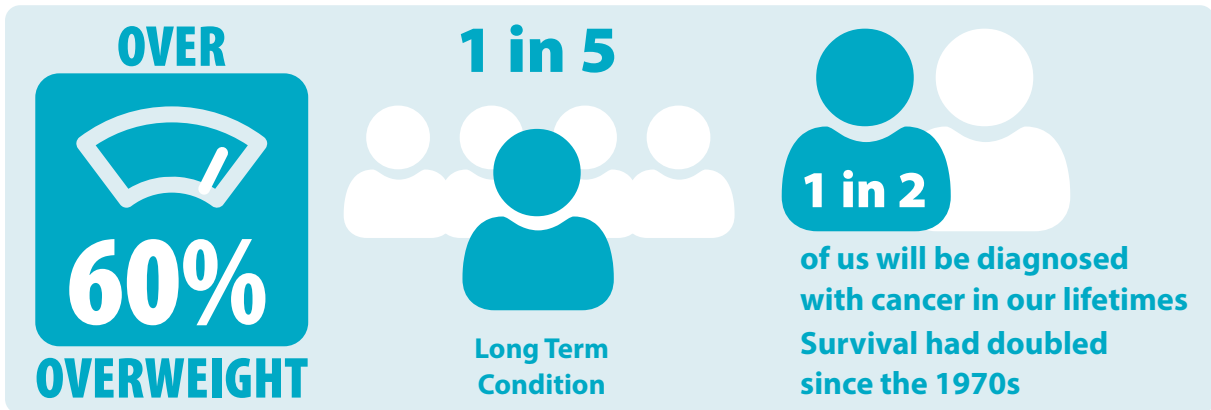 OVER
60%
OVERWEIGHT
1 in 5
Long Term
Condition
1 in 2
of us will be diagnosed
with cancer in our lifetimes
Survival had doubled
since the 1970s